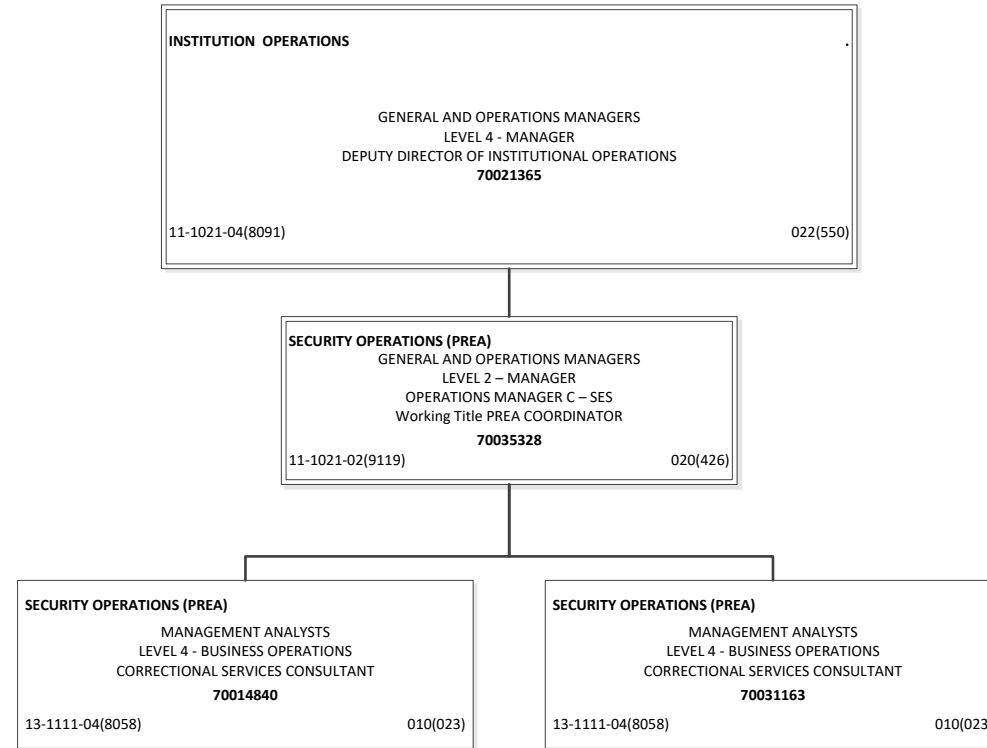 INSTITUTION OPERATIONS .
GENERAL AND OPERATIONS MANAGERS
LEVEL 4 - MANAGER
DEPUTY DIRECTOR OF INSTITUTIONAL OPERATIONS
70021365
11-1021-04(8091) 022(550)
SECURITY OPERATIONS (PREA)
GENERAL AND OPERATIONS MANAGERS
LEVEL 2 – MANAGER
OPERATIONS MANAGER C – SES
Working Title PREA COORDINATOR
70035328
11-1021-02(9119) 020(426)
SECURITY OPERATIONS (PREA)
MANAGEMENT ANALYSTS
LEVEL 4 - BUSINESS OPERATIONS
CORRECTIONAL SERVICES CONSULTANT
70014840
13-1111-04(8058) 010(023)
SECURITY OPERATIONS (PREA)
MANAGEMENT ANALYSTS
LEVEL 4 - BUSINESS OPERATIONS
CORRECTIONAL SERVICES CONSULTANT
70031163
13-1111-04(8058) 010(023